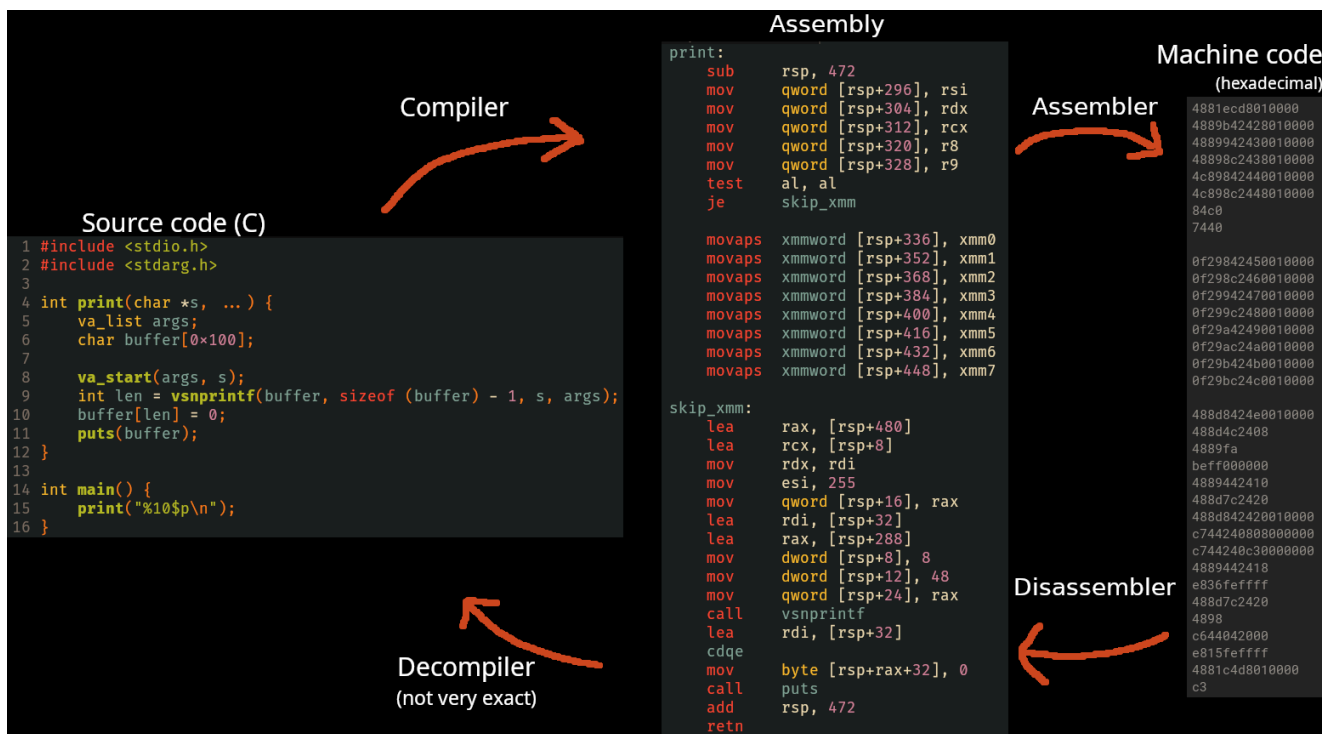 Assembly
Machine code
(hexadecimal)
Compiler
Assembler
Source code (C)
1 #include <stdio.h>
2 #include <stdarg.h>
3
4 int print(char *s, ...) {
5     va_list args;
6     char buffer[0×100];
7
8     va_start(args, s);
9     int len = vsnprintf(buffer, sizeof (buffer) - 1, s, args);
10     buffer[len] = 0;
11     puts(buffer);
12 }
13
14 int main() {
15     print("%10$p\n");
16 }
print:
sub rsp, 472
mov qword [rsp+296], rsi
mov qword [rsp+304], rdx
mov qword [rsp+312], rcx
mov qword [rsp+320], r8
mov qword [rsp+328], r9
test al, al
je skip_xmm
movaps xmmword [rsp+336], xmm0
movaps xmmword [rsp+352], xmm1
movaps xmmword [rsp+368], xmm2
movaps xmmword [rsp+384], xmm3
movaps xmmword [rsp+400], xmm4
movaps xmmword [rsp+416], xmm5
movaps xmmword [rsp+432], xmm6
movaps xmmword [rsp+448], xmm7
skip_xmm:
lea rax, [rsp+480]
lea rcx, [rsp+8]
mov rdx, rdi
mov esi, 255
mov qword [rsp+16], rax
lea rdi, [rsp+32]
lea rax, [rsp+288]
mov dword [rsp+8], 8
mov dword [rsp+12], 48
mov qword [rsp+24], rax
call vsnprintf
lea rdi, [rsp+32]
cdqe
mov byte [rsp+rax+32], 0
call puts
add rsp, 472
retn
4881ecd8010000
4889b42428010000
4889942430010000
48898c2438010000
4c89842440010000
4c898c2448010000
84c0
7440
0f29842450010000
0f298c2460010000
0f29942470010000
0f299c2480010000
0f29a42490010000
0f29ac24a0010000
0f29b424b0010000
0f29bc24c0010000
488d8424e0010000
488d4c2408
4889fa
beff000000
4889442410
488d7c2420
488d842420010000
c744240808000000
c744240c30000000
4889442418
e836feffff
488d7c2420
4898
c644042000
e815feffff
4881c4d8010000
c3
Disassembler
Decompiler
(not very exact)